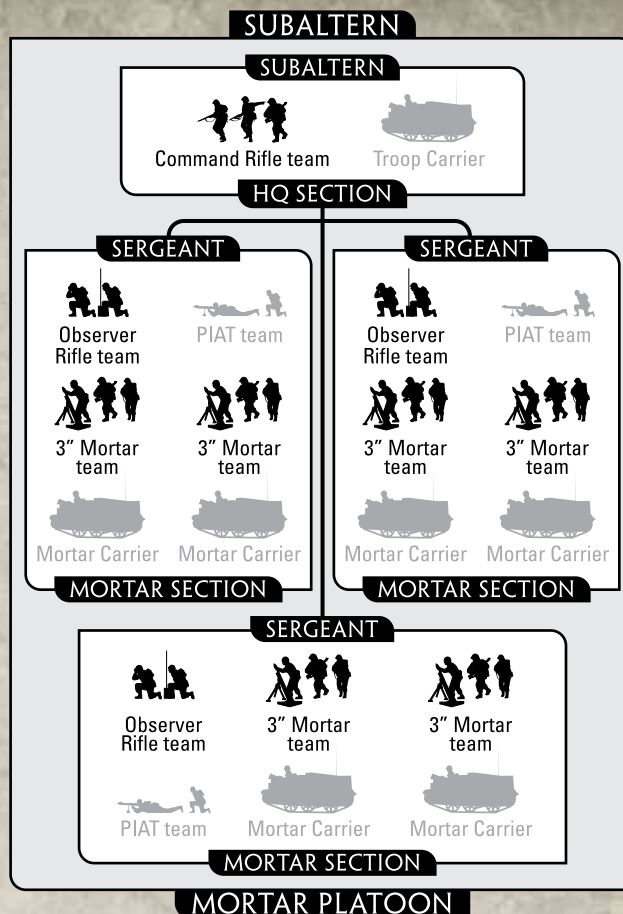 SUBALTERN
SUBALTERN
Command Rifle team
Troop Carrier
HQ SECTION
SERGEANT
Observer
Rifle team
PIAT team
3” Mortar
team
3” Mortar
team
Mortar Carrier
Mortar Carrier
MORTAR SECTION
SERGEANT
Observer
Rifle team
PIAT team
3” Mortar
team
3” Mortar
team
Mortar Carrier
Mortar Carrier
MORTAR SECTION
SERGEANT
Observer
Rifle team
3” Mortar
team
3” Mortar
team
PIAT team
Mortar Carrier
Mortar Carrier
MORTAR SECTION
MORTAR PLATOON